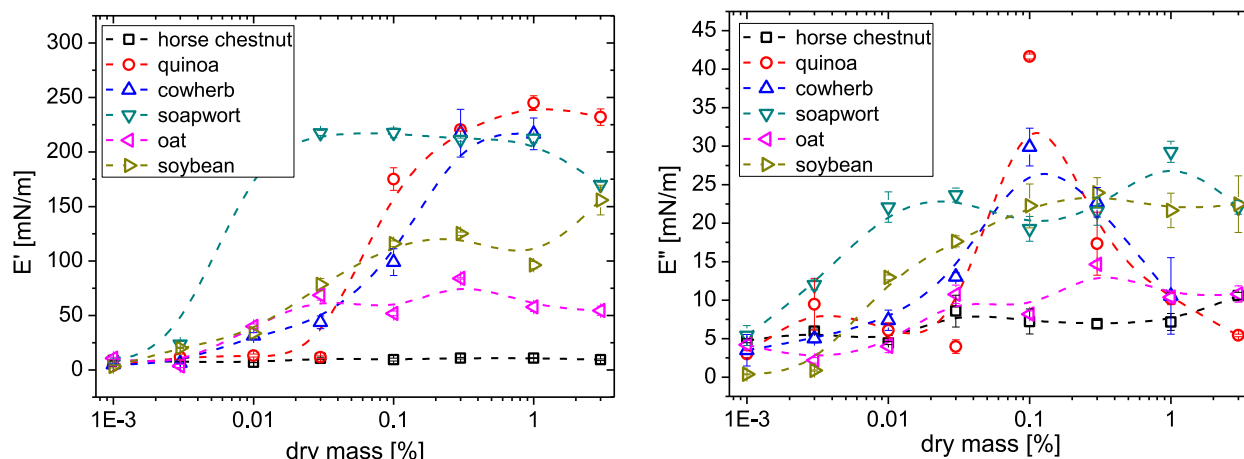 E' [mN/m]
300
250
200
150
100
50
0
horse chestnut
quinoa
cowherb
soapwort
oat
soybean
1E-3 0.01 0.1 1
dry mass [%]
E" [mN/m]
45
40
35
30
25
20
15
10
5
0
horse chestnut
quinoa
cowherb
soapwort
oat
soybean
1E-3 0.01 0.1 1
dry mass [%]